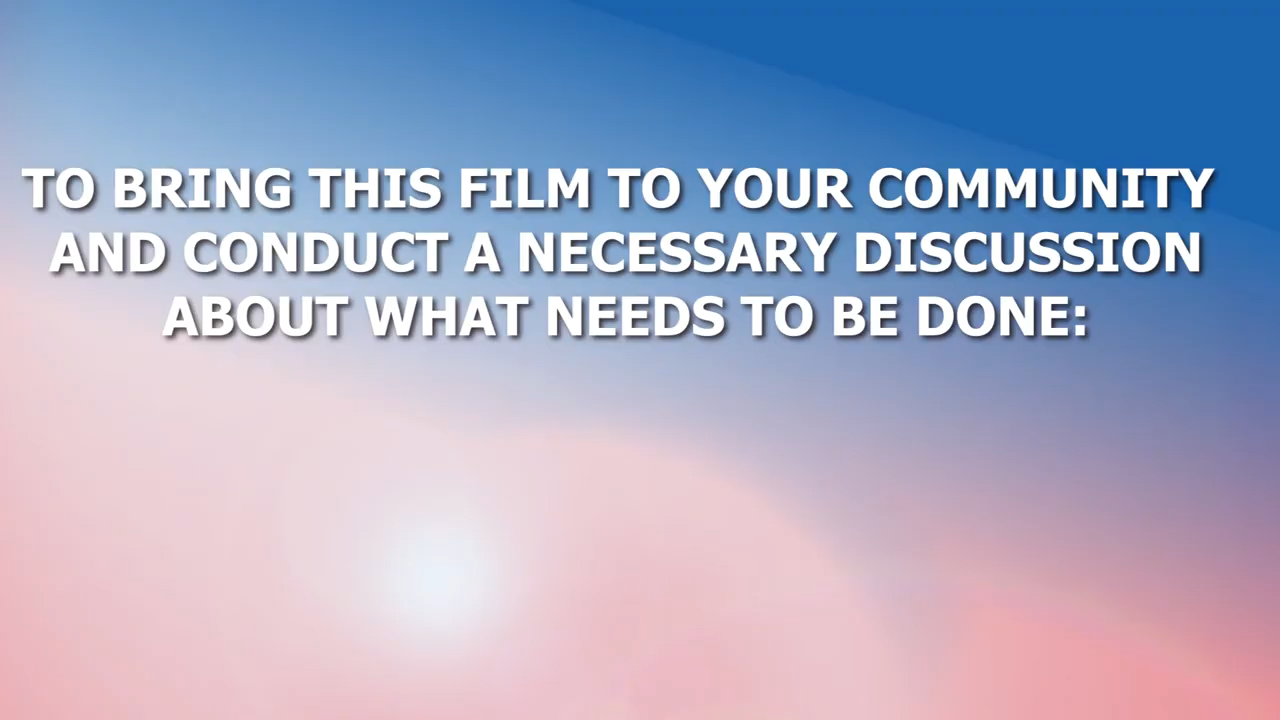 TO BRING THIS FILM TO YOUR COMMUNITY
AND CONDUCT A NECESSARY DISCUSSION
ABOUT WHAT NEEDS TO BE DONE: